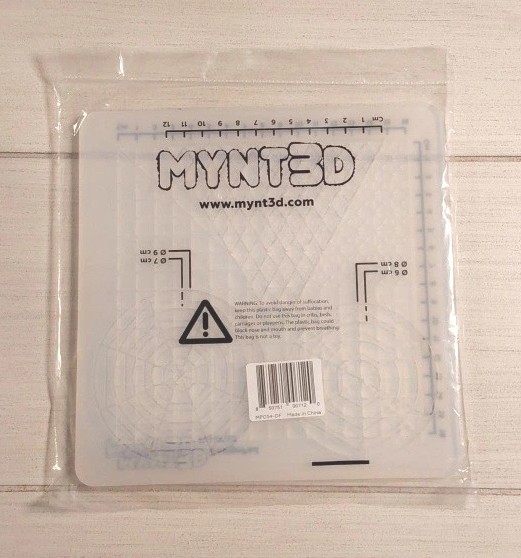 Cm 1 2 3 4 5 6 7 8 9 10 11 12
MYNT3D
www.mynt3d.com
Ø 9 cm
Ø 7 cm
Ø 8 cm
Ø 6 cm
WARNING: To avoid danger of suffocation,
keep this plastic bag away from babies and
children. Do not use this bag in cribs, beds,
carriages or playpens. The plastic bag could
block nose and mouth and prevent breathing.
This bag is not a toy.
Made in China